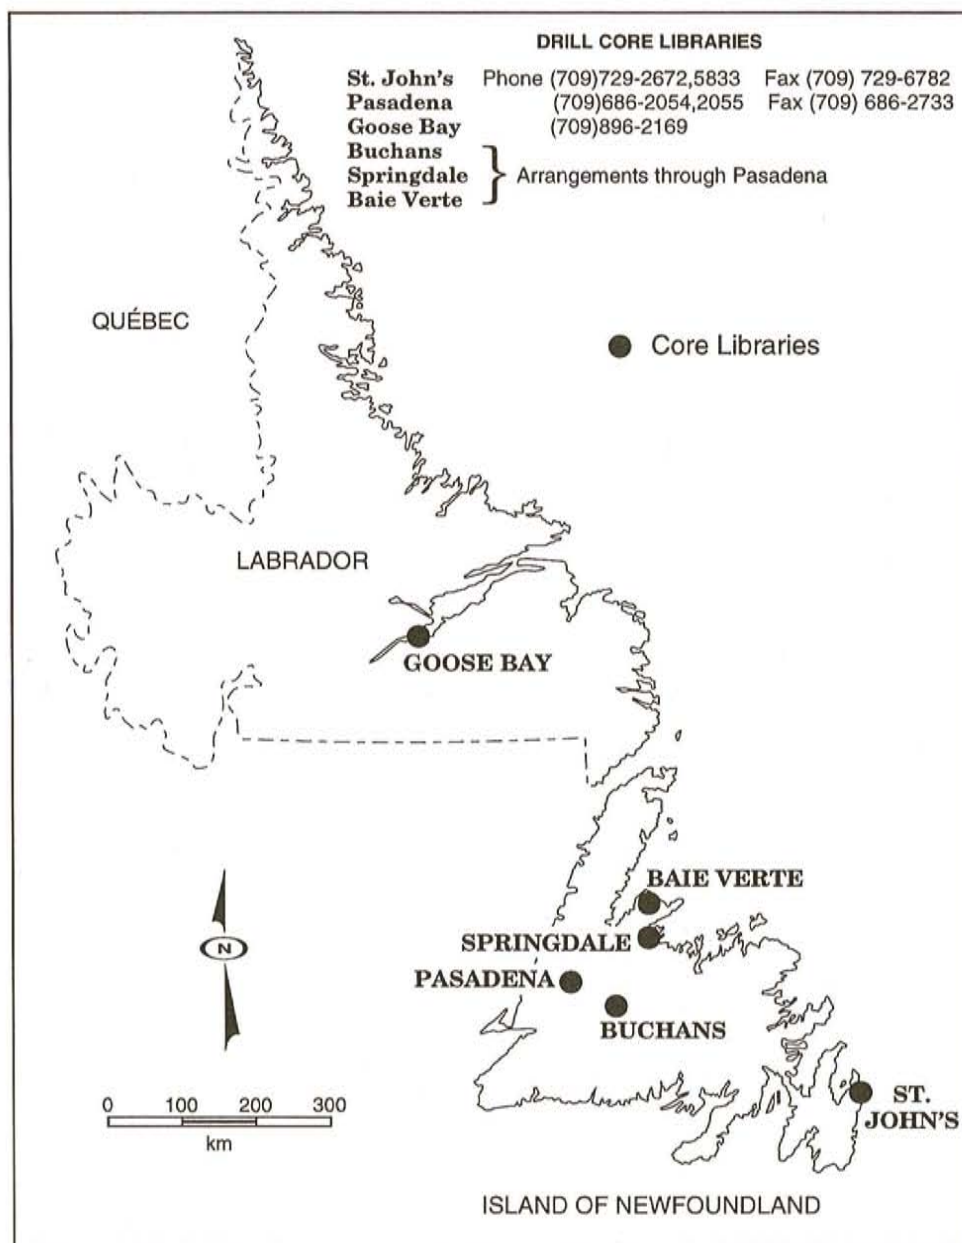 DRILL CORE LIBRARIES
St. John's Phone (709)729-2672,5833 Fax (709) 729-6782
Pasadena (709)686-2054,2055 Fax (709) 686-2733
Goose Bay (709)896-2169
Buchans
Springdale } Arrangements through Pasadena
Baie Verte
QUÉBEC
Core Libraries
LABRADOR
GOOSE BAY
BAIE VERTE
SPRINGDALE
PASADENA
BUCHANS
N
0 100 200 300
km
ST.
JOHN'S
ISLAND OF NEWFOUNDLAND